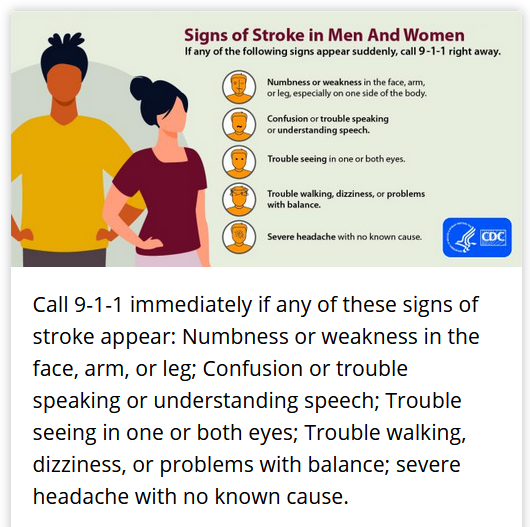 Signs of Stroke in Men And Women
If any of the following signs appear suddenly, call 9-1-1 right away.
Numbness or weakness in the face, arm,
or leg, especially on one side of the body.
Confusion or trouble speaking
or understanding speech.
Trouble seeing in one or both eyes.
Trouble walking, dizziness, or problems
with balance.
Severe headache with no known cause.
CDC
Call 9-1-1 immediately if any of these signs of
stroke appear: Numbness or weakness in the
face, arm, or leg; Confusion or trouble
speaking or understanding speech; Trouble
seeing in one or both eyes; Trouble walking,
dizziness, or problems with balance; severe
headache with no known cause.